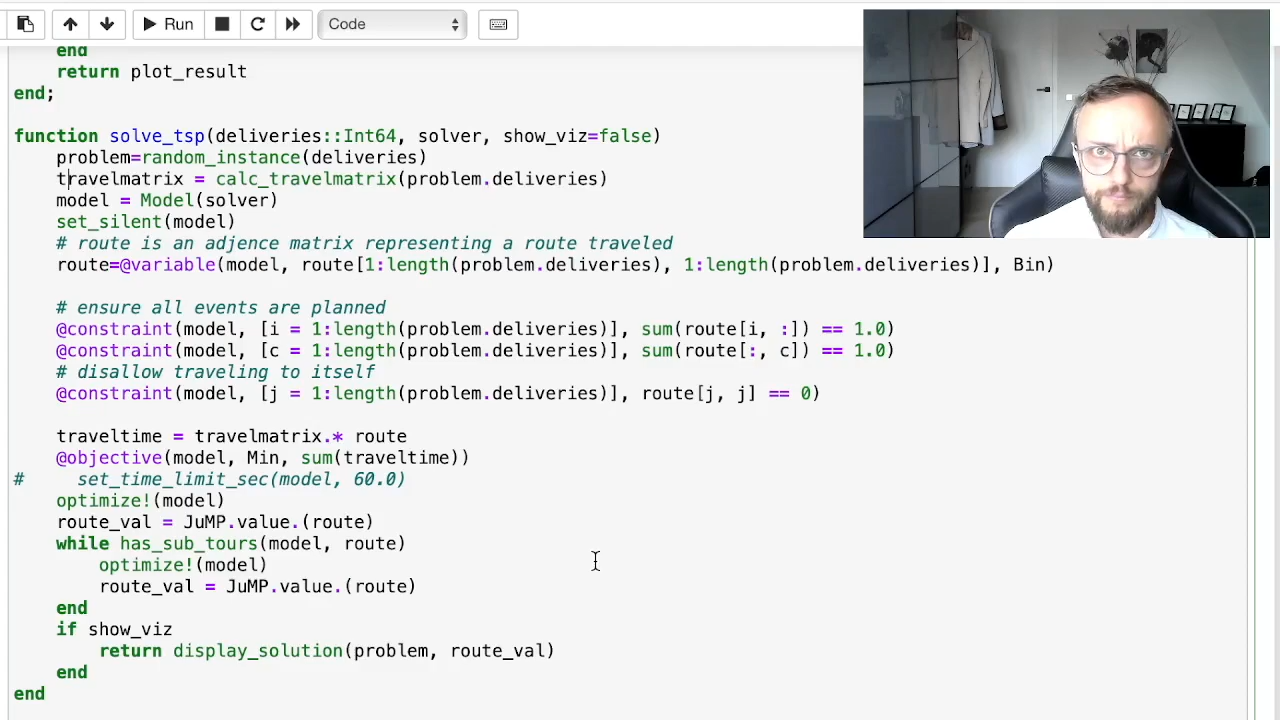 Run
Code
end
return plot_result
end;
function solve_tsp(deliveries::Int64, solver, show_viz=false)
problem=random_instance(deliveries)
travelmatrix = calc_travelmatrix(problem.deliveries)
model = Model(solver)
set_silent(model)
# route is an adjence matrix representing a route traveled
route=@variable(model, route[1:length(problem.deliveries), 1:length(problem.deliveries)], Bin)
# ensure all events are planned
@constraint(model, [i = 1:length(problem.deliveries)], sum(route[i, :]) == 1.0)
@constraint(model, [c = 1:length(problem.deliveries)], sum(route[:, c]) == 1.0)
# disallow traveling to itself
@constraint(model, [j = 1:length(problem.deliveries)], route[j, j] == 0)
traveltime = travelmatrix.* route
@objective(model, Min, sum(traveltime))
# set_time_limit_sec(model, 60.0)
optimize!(model)
route_val = JuMP.value.(route)
while has_sub_tours(model, route)
optimize!(model)
route_val = JuMP.value.(route)
end
if show_viz
return display_solution(problem, route_val)
end
end